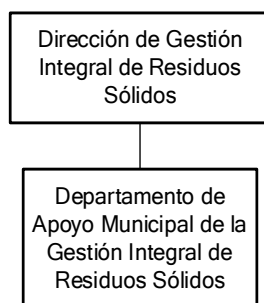 Dirección de Gestión
Integral de Residuos
Sólidos
Departamento de
Apoyo Municipal de la
Gestión Integral de
Residuos Sólidos